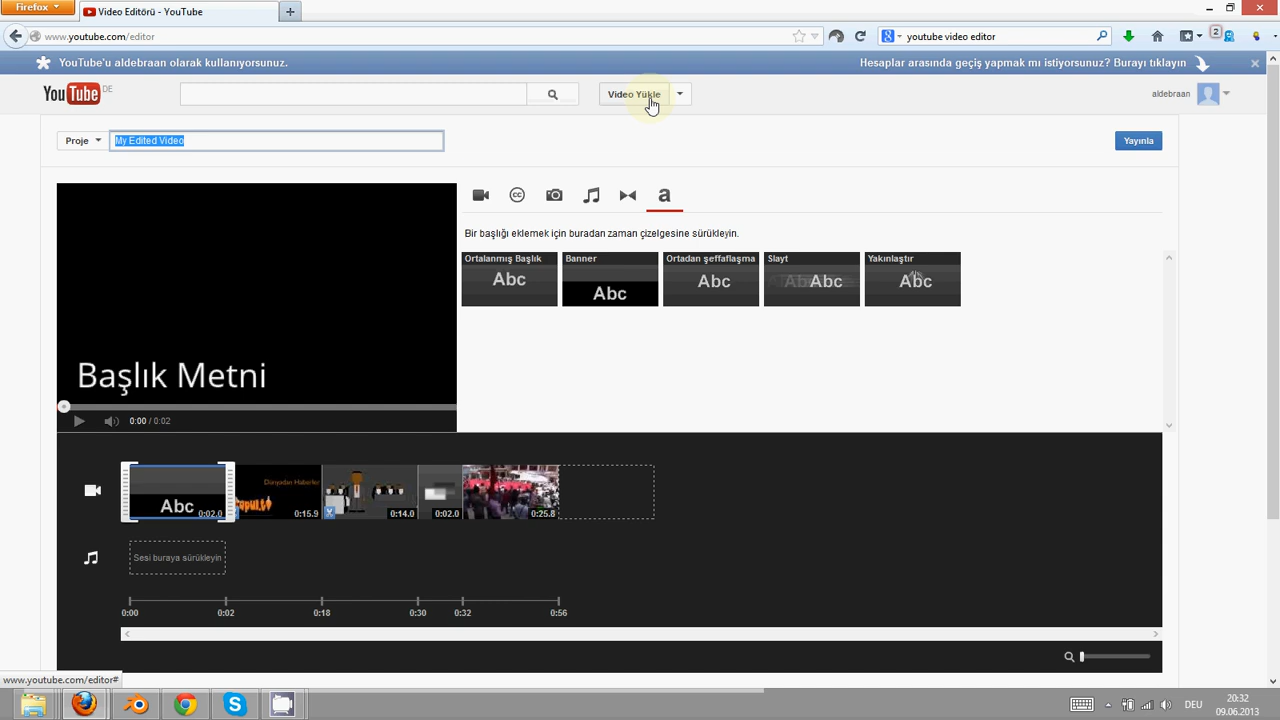 Firefox
Video Editörü - YouTube
www.youtube.com/editor
youtube video editor
2
YouTube'u aldebraan olarak kullanıyorsunuz.
Hesaplar arasında geçiş yapmak mı istiyorsunuz? Burayı tıklayın
YouTube DE
Video Yükle
aldebraan
Proje
My Edited Video
Yayınla
cc
a
Bir başlığı eklemek için buradan zaman çizelgesine sürükleyin.
Ortalanmış Başlık
Banner
Ortadan şeffaflaşma
Slayt
Yakınlaştır
Abc
Abc
Abc
Abc
Abc
Başlık Metni
0:00 / 0:02
Dünyadan Haberler
Abc
0:02.0
0:15.9
0:14.0
0:02.0
0:25.8
Sesi buraya sürükleyin
0:00
0:02
0:18
0:30
0:32
0:56
www.youtube.com/editor#
DEU
20:32
09.06.2013